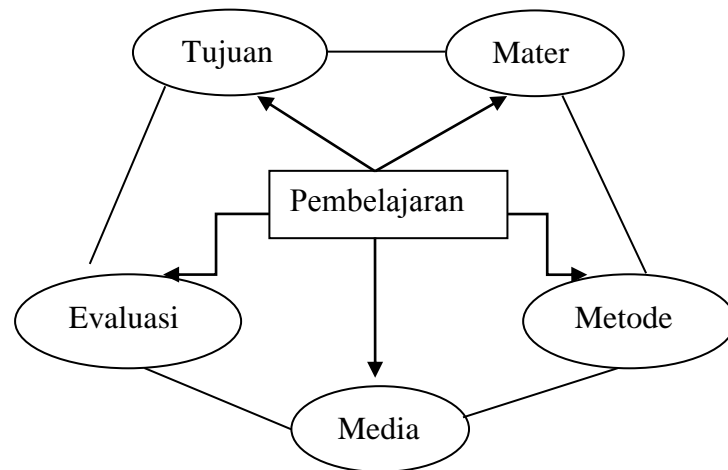 Tujuan
Mater
Pembelajaran
Evaluasi
Metode
Media